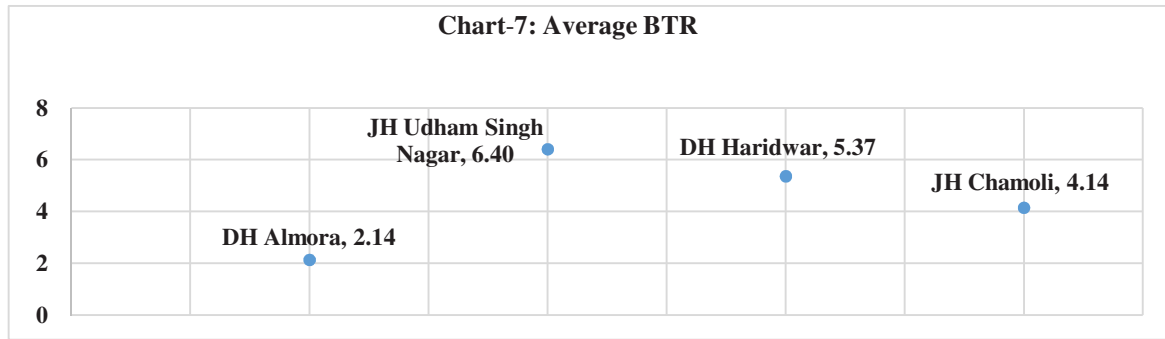 Chart-7: Average BTR
8
6
4
2
0
DH Almora, 2.14
JH Udham Singh
Nagar, 6.40
DH Haridwar, 5.37
JH Chamoli, 4.14